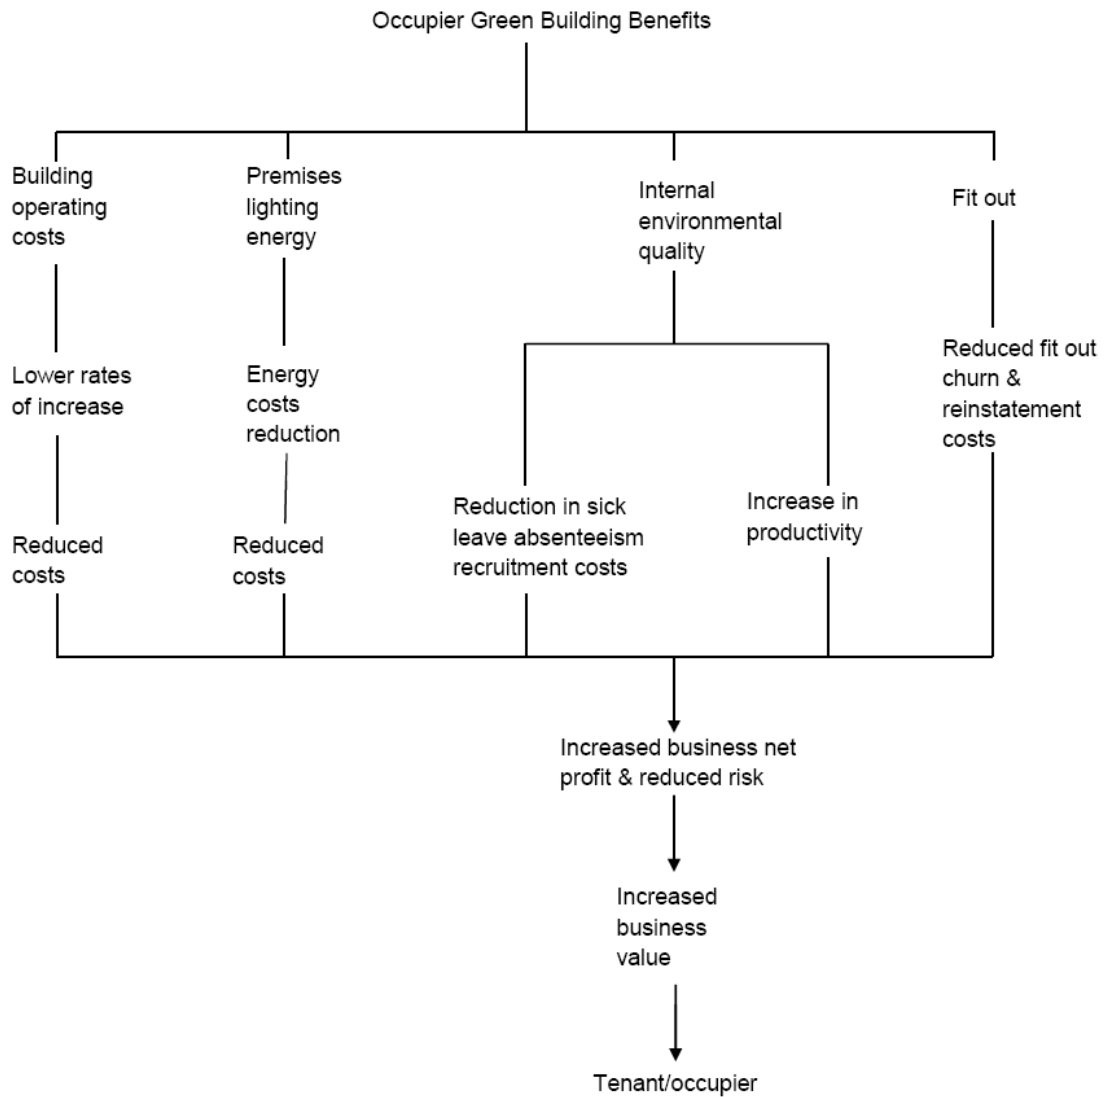 Occupier Green Building Benefits
Building
operating
costs
Premises
lighting
energy
Internal
environmental
quality
Fit out
Lower rates
of increase
Energy
costs
reduction
Reduced fit out
churn &
reinstatement
costs
Reduction in sick
leave absenteeism
recruitment costs
Increase in
productivity
Reduced
costs
Reduced
costs
Increased business net
profit & reduced risk
Increased
business
value
Tenant/occupier